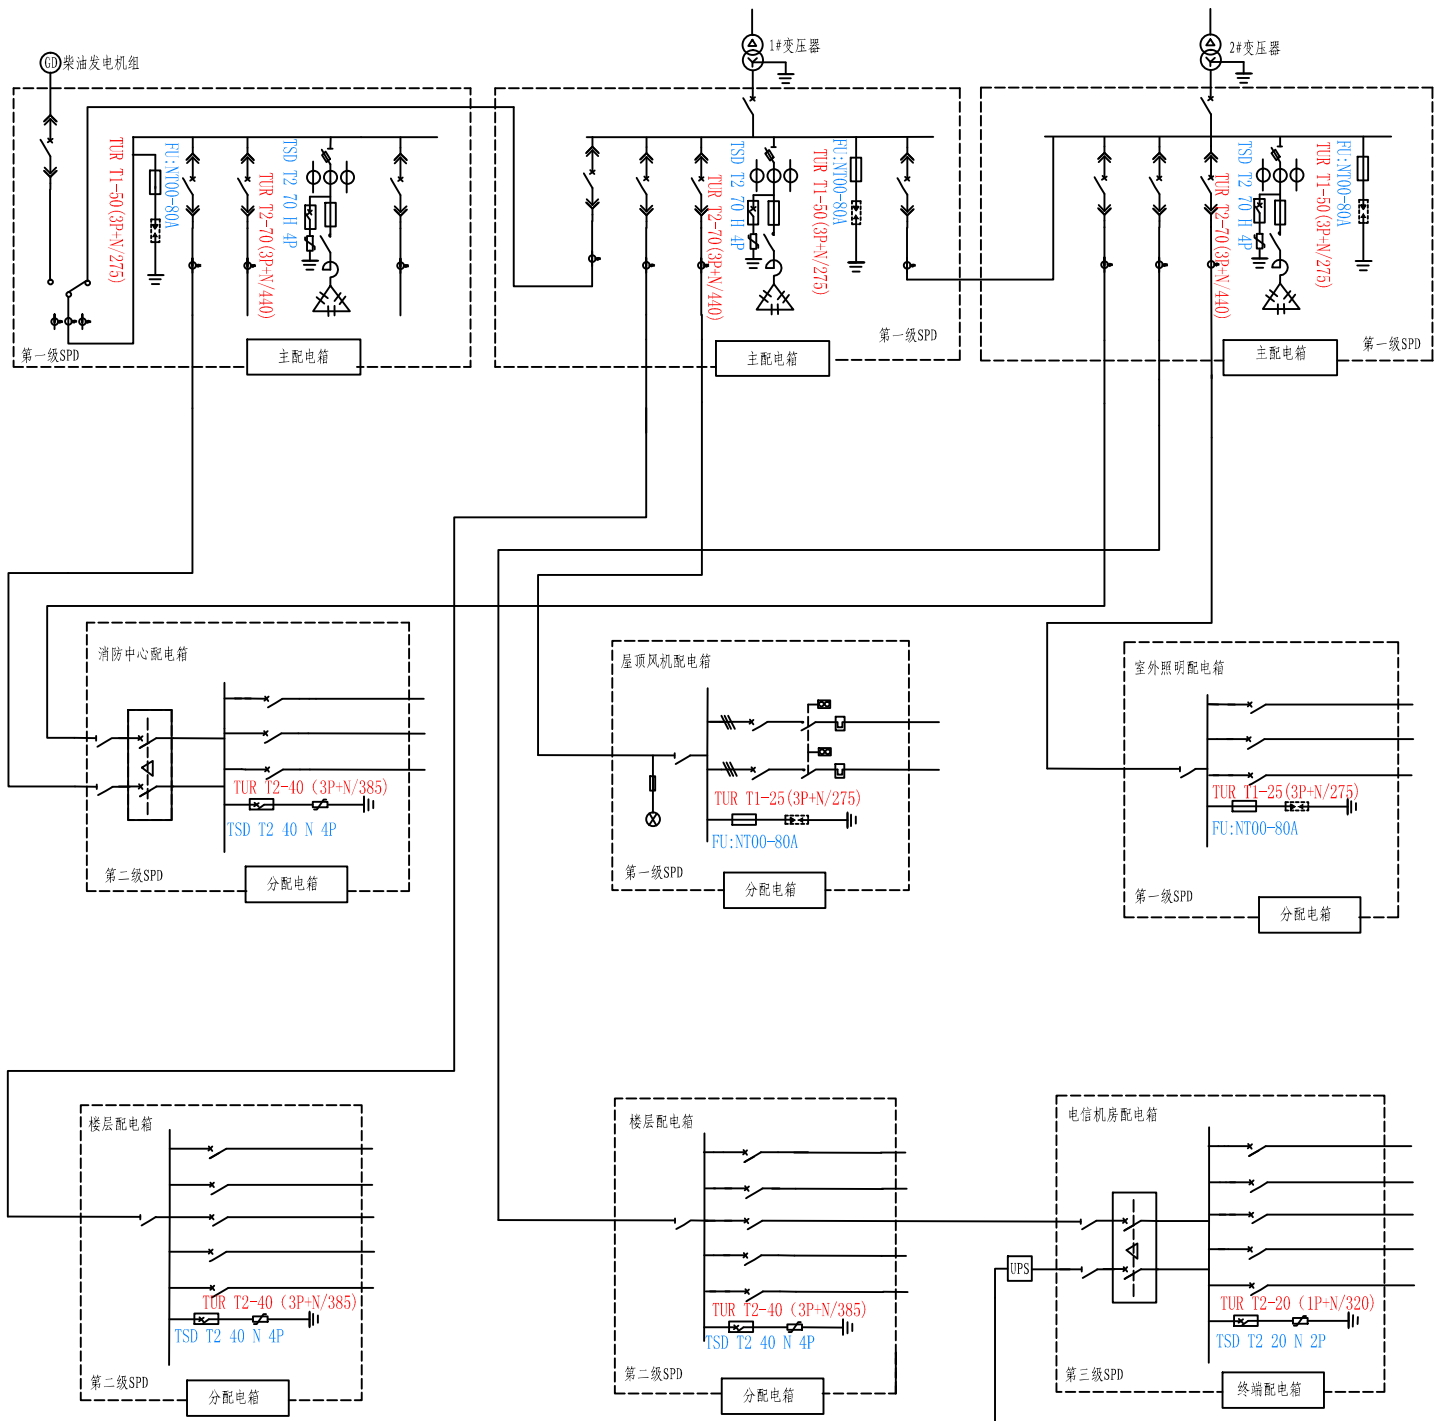 GD 柴油发电机组
1#变压器
2#变压器
TUR T1-50(3P+N/275)
FU:NT00-80A
TUR T2-70(3P+N/440)
TSD T2 70 H 4P
第一级SPD
主配电箱
TUR T2-70(3P+N/440)
TSD T2 70 H 4P
TUR T1-50(3P+N/275)
FU:NT00-80A
第一级SPD
主配电箱
TUR T2-70(3P+N/440)
TSD T2 70 H 4P
TUR T1-50(3P+N/275)
FU:NT00-80A
第一级SPD
主配电箱
消防中心配电箱
TUR T2-40 (3P+N/385)
TSD T2 40 N 4P
第二级SPD
分配电箱
屋顶风机配电箱
TUR T1-25(3P+N/275)
FU:NT00-80A
第一级SPD
分配电箱
室外照明配电箱
TUR T1-25(3P+N/275)
FU:NT00-80A
第一级SPD
分配电箱
楼层配电箱
TUR T2-40 (3P+N/385)
TSD T2 40 N 4P
第二级SPD
分配电箱
楼层配电箱
TUR T2-40 (3P+N/385)
TSD T2 40 N 4P
第二级SPD
分配电箱
电信机房配电箱
UPS
TUR T2-20 (1P+N/320)
TSD T2 20 N 2P
第三级SPD
终端配电箱